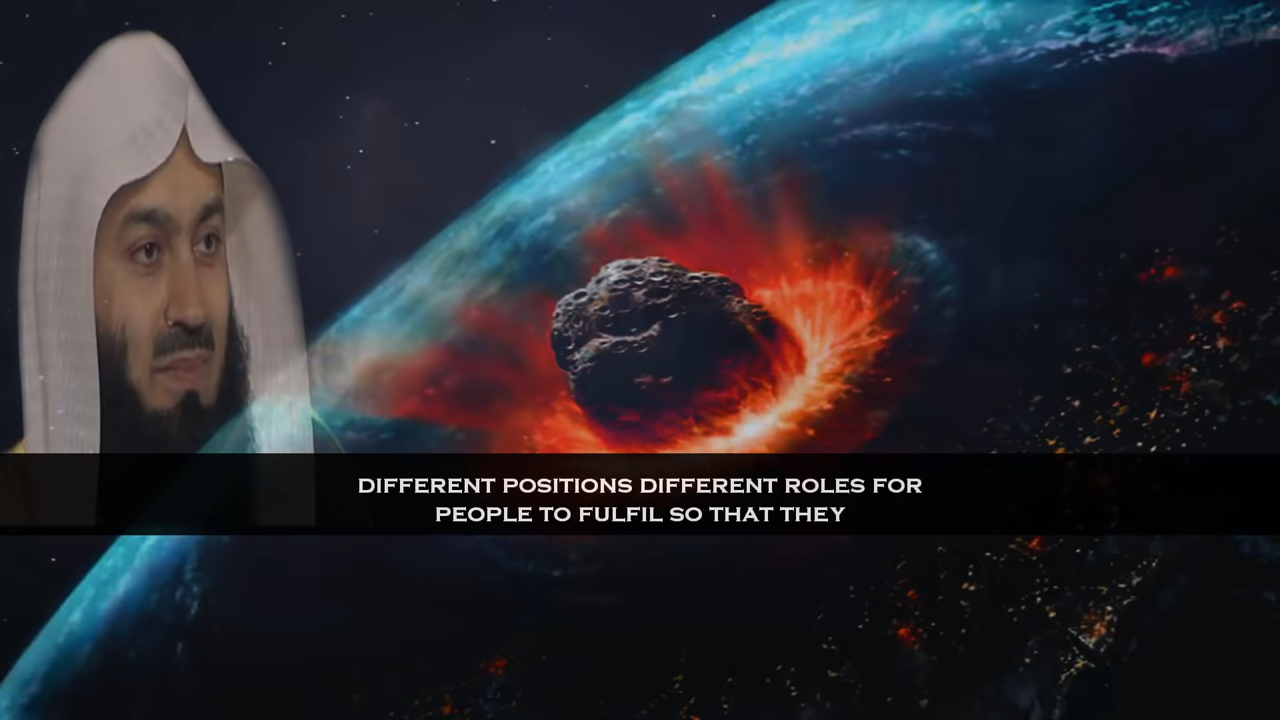 DIFFERENT POSITIONS DIFFERENT ROLES FOR
PEOPLE TO FULFIL SO THAT THEY